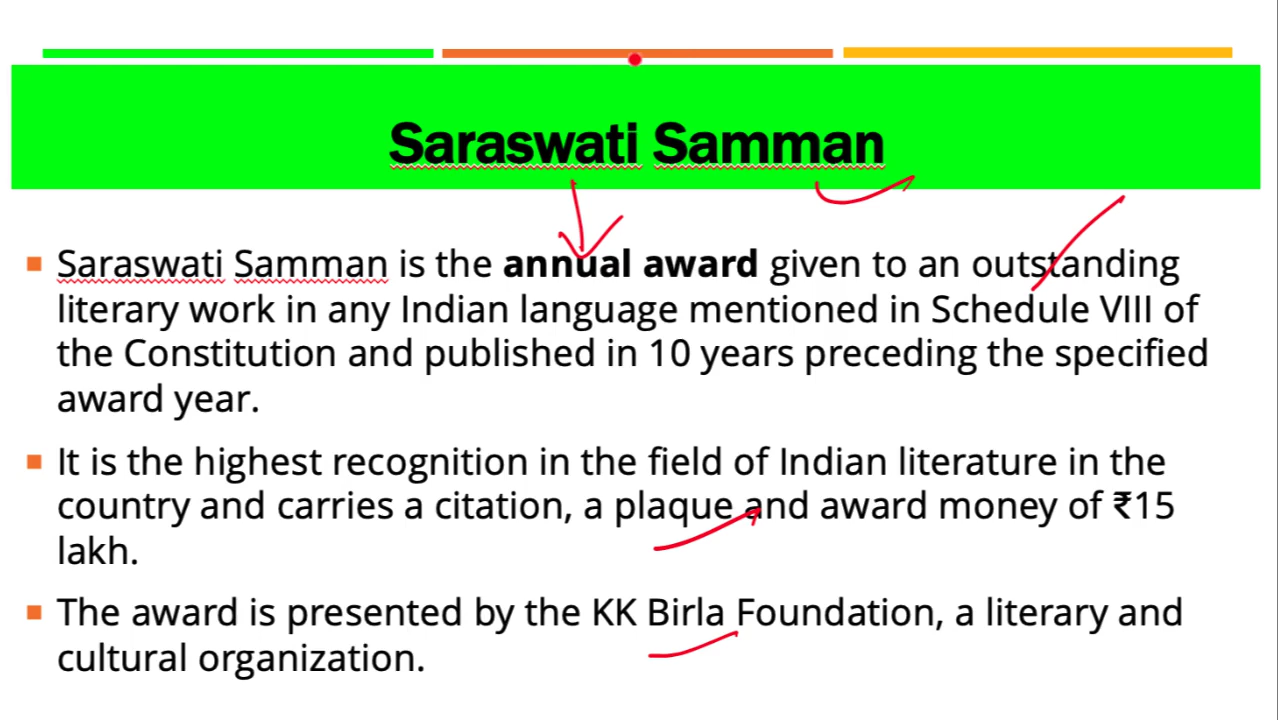 Saraswati Samman
Saraswati Samman is the annual award given to an outstanding
literary work in any Indian language mentioned in Schedule VIII of
the Constitution and published in 10 years preceding the specified
award year.
It is the highest recognition in the field of Indian literature in the
country and carries a citation, a plaque and award money of ₹15
lakh.
The award is presented by the KK Birla Foundation, a literary and
cultural organization.